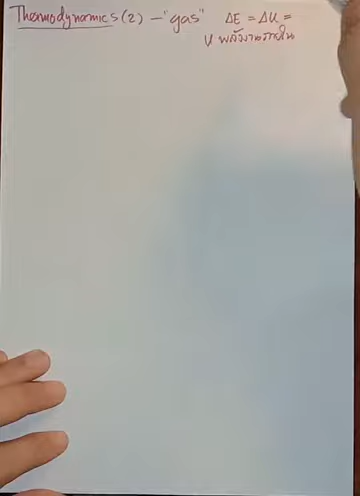 Thermodynamics (2) - "gas" ΔE = ΔU =
U พลังงานภายใน